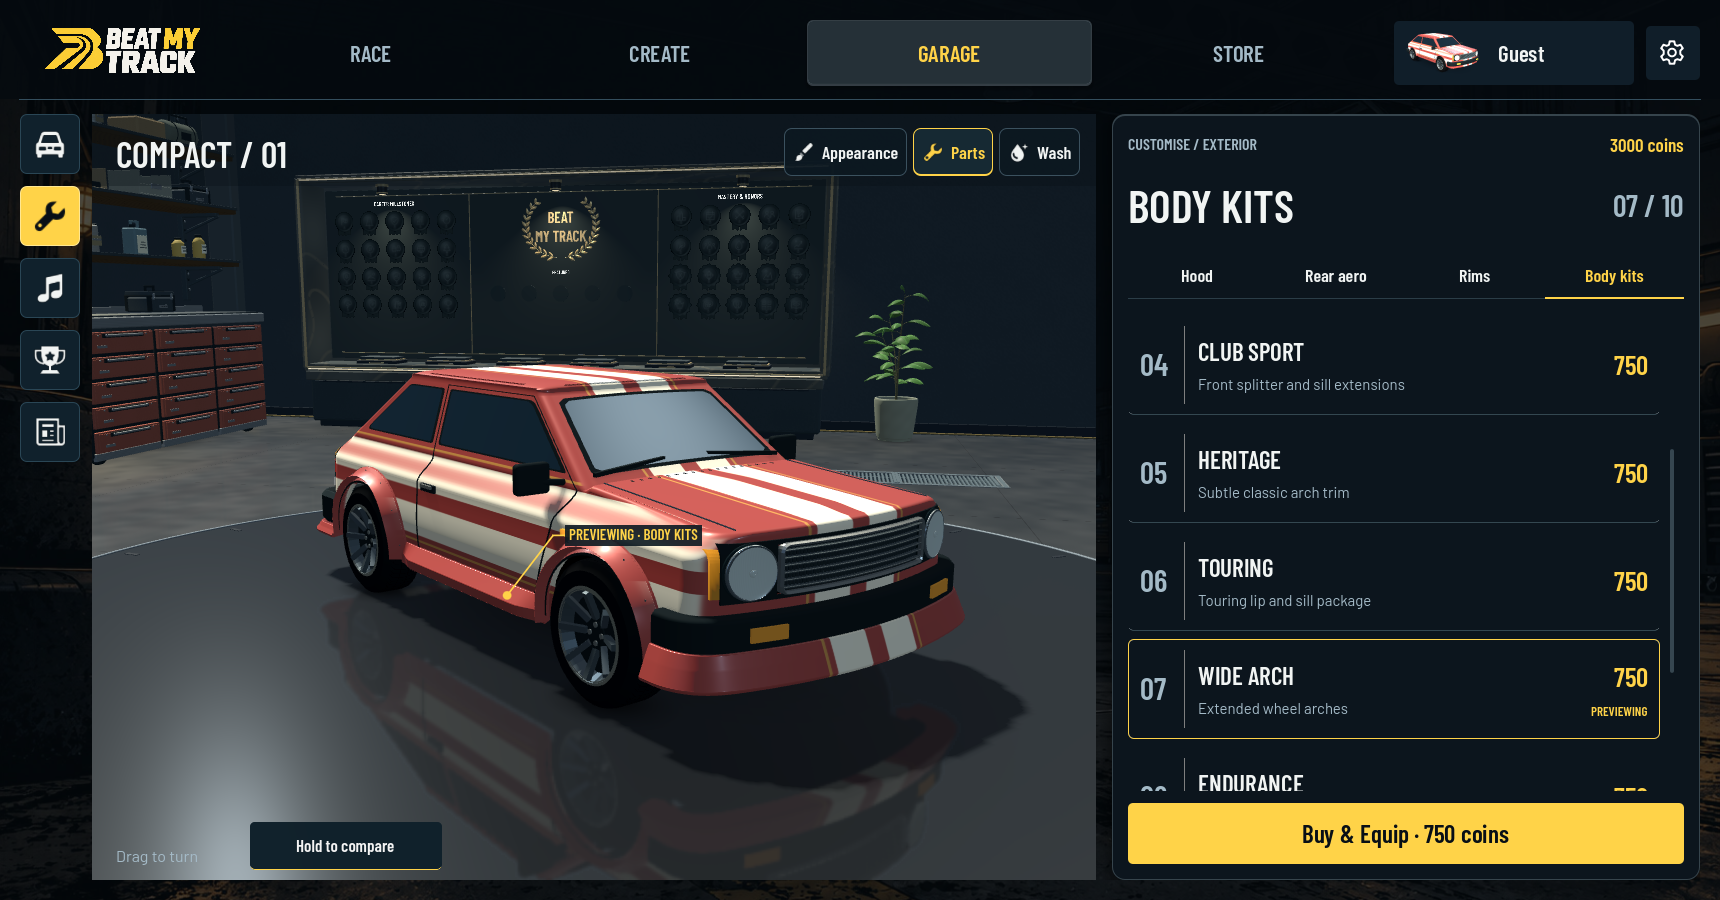 BEAT MY
TRACK
RACE
CREATE
GARAGE
STORE
Guest
COMPACT / 01
Appearance
Parts
Wash
MASTERY & HONORS
BEAT
MY TRACK
PREVIEWING · BODY KITS
Drag to turn
Hold to compare
CUSTOMISE / EXTERIOR
3000 coins
BODY KITS
07 / 10
Hood
Rear aero
Rims
Body kits
04
CLUB SPORT
Front splitter and sill extensions
750
05
HERITAGE
Subtle classic arch trim
750
06
TOURING
Touring lip and sill package
750
07
WIDE ARCH
Extended wheel arches
750
PREVIEWING
ENDURANCE
Buy & Equip · 750 coins